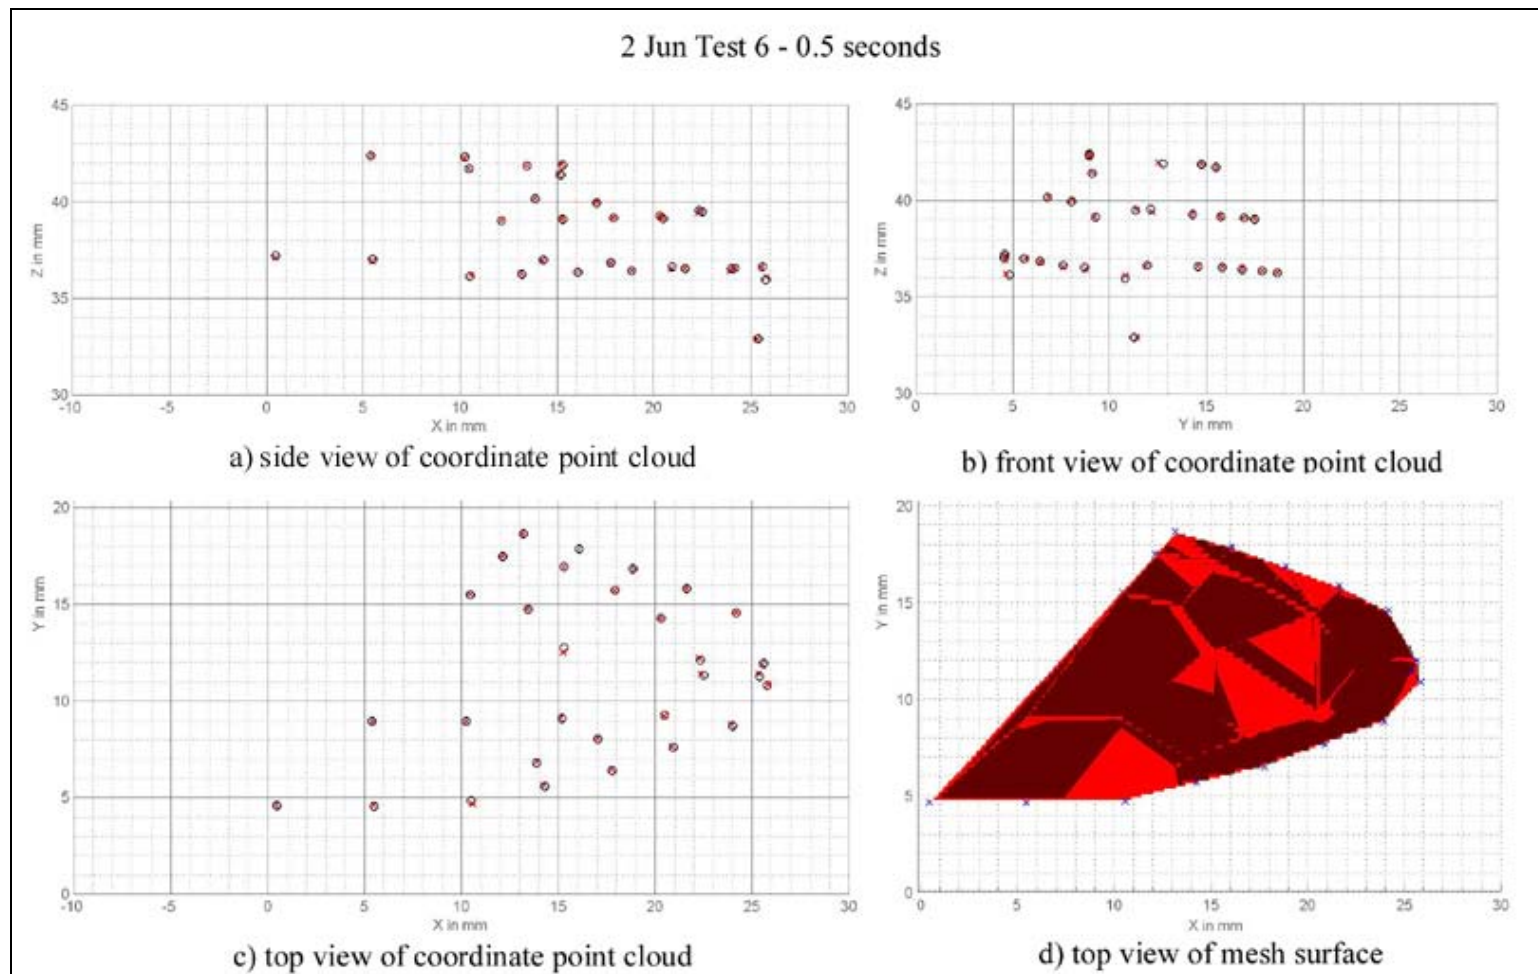 2 Jun Test 6 - 0.5 seconds
45
40
35
30
Z in mm
-10 -5 0 5 10 15 20 25 30
X in mm
a) side view of coordinate point cloud
45
40
35
30
Z in mm
0 5 10 15 20 25 30
Y in mm
b) front view of coordinate point cloud
20
15
10
5
0
Y in mm
-10 -5 0 5 10 15 20 25 30
X in mm
c) top view of coordinate point cloud
20
15
10
5
0
Y in mm
0 5 10 15 20 25 30
X in mm
d) top view of mesh surface